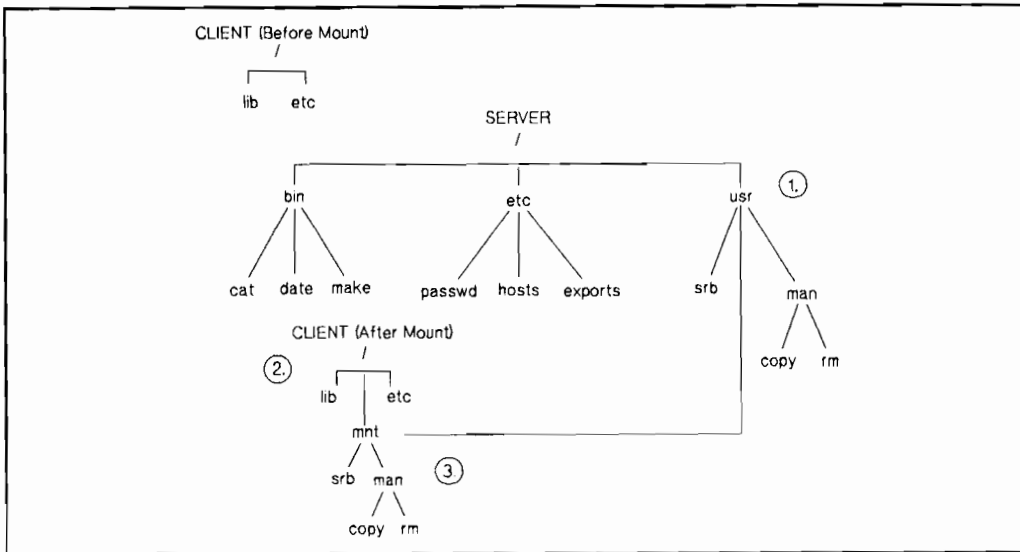 CLIENT (Before Mount)
/
lib etc
SERVER
/
bin etc usr 1.
cat date make passwd hosts exports srb man
copy rm
CLIENT (After Mount)
/
2.
lib etc
mnt
srb man 3.
copy rm